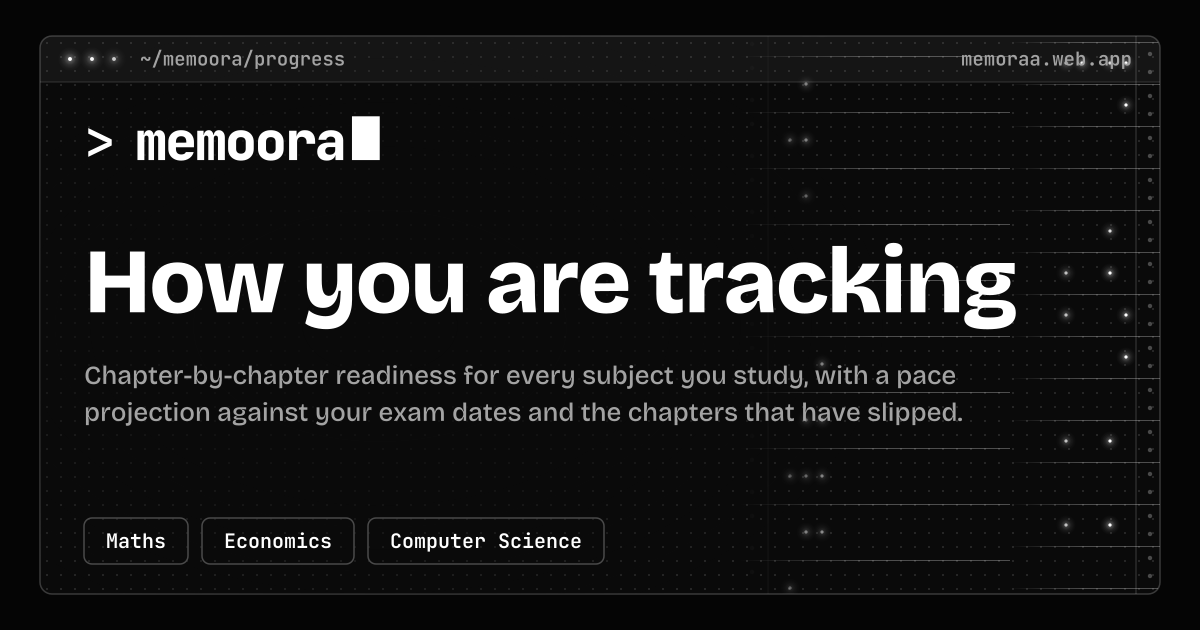 ~/memoora/progress
memoraa.web.app
> memoora
How you are tracking
Chapter-by-chapter readiness for every subject you study, with a pace
projection against your exam dates and the chapters that have slipped.
Maths
Economics
Computer Science